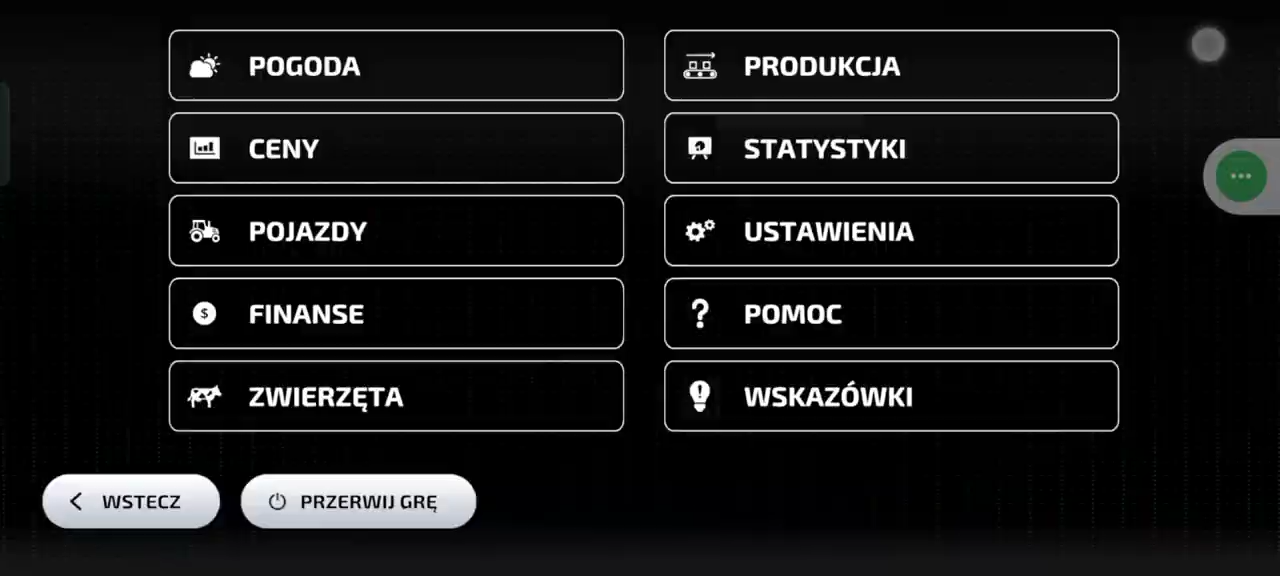 POGODA
CENY
POJAZDY
FINANSE
ZWIERZĘTA
PRODUKCJA
STATYSTYKI
USTAWIENIA
POMOC
WSKAZÓWKI
WSTECZ
PRZERWIJ GRĘ